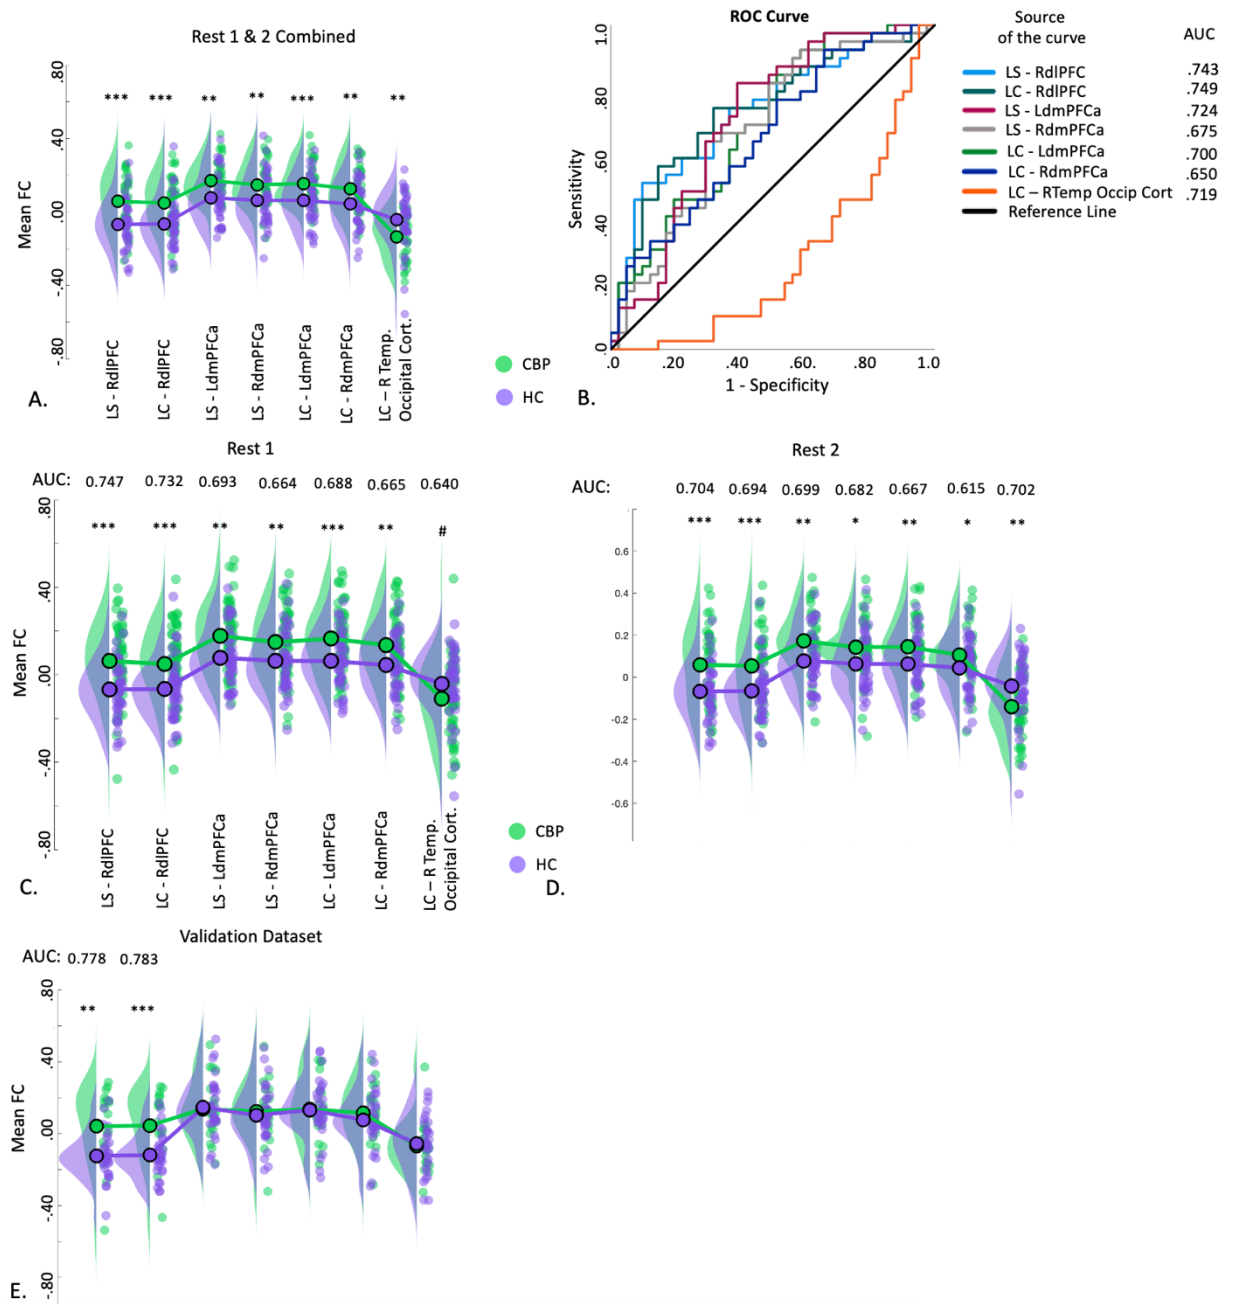 Rest 1 & 2 Combined
.80
.40
.00
-.40
-.80
Mean FC
*** *** ** ** *** ** **
LS - RdlPFC
LC - RdlPFC
LS - LdmPFCa
LS - RdmPFCa
LC - LdmPFCa
LC - RdmPFCa
LC – R Temp.
Occipital Cort.
A.
CBP
HC
ROC Curve
1.0
.80
.60
.40
.20
.0
Sensitivity
.0 .20 .40 .60 .80 1.0
1 - Specificity
B.
Source
of the curve
AUC
LS - RdlPFC .743
LC - RdlPFC .749
LS - LdmPFCa .724
LS - RdmPFCa .675
LC - LdmPFCa .700
LC - RdmPFCa .650
LC – RTemp Occip Cort .719
Reference Line
Rest 1
AUC: 0.747 0.732 0.693 0.664 0.688 0.665 0.640
*** *** ** ** *** ** #
.80
.40
.00
-.40
-.80
Mean FC
LS - RdlPFC
LC - RdlPFC
LS - LdmPFCa
LS - RdmPFCa
LC - LdmPFCa
LC - RdmPFCa
LC – R Temp.
Occipital Cort.
C.
CBP
HC
Rest 2
AUC: 0.704 0.694 0.699 0.682 0.667 0.615 0.702
*** *** ** * ** * **
0.6
0.4
0.2
0
-0.2
-0.4
-0.6
D.
Validation Dataset
AUC: 0.778 0.783
** ***
.80
.40
.00
-.40
-.80
Mean FC
E.